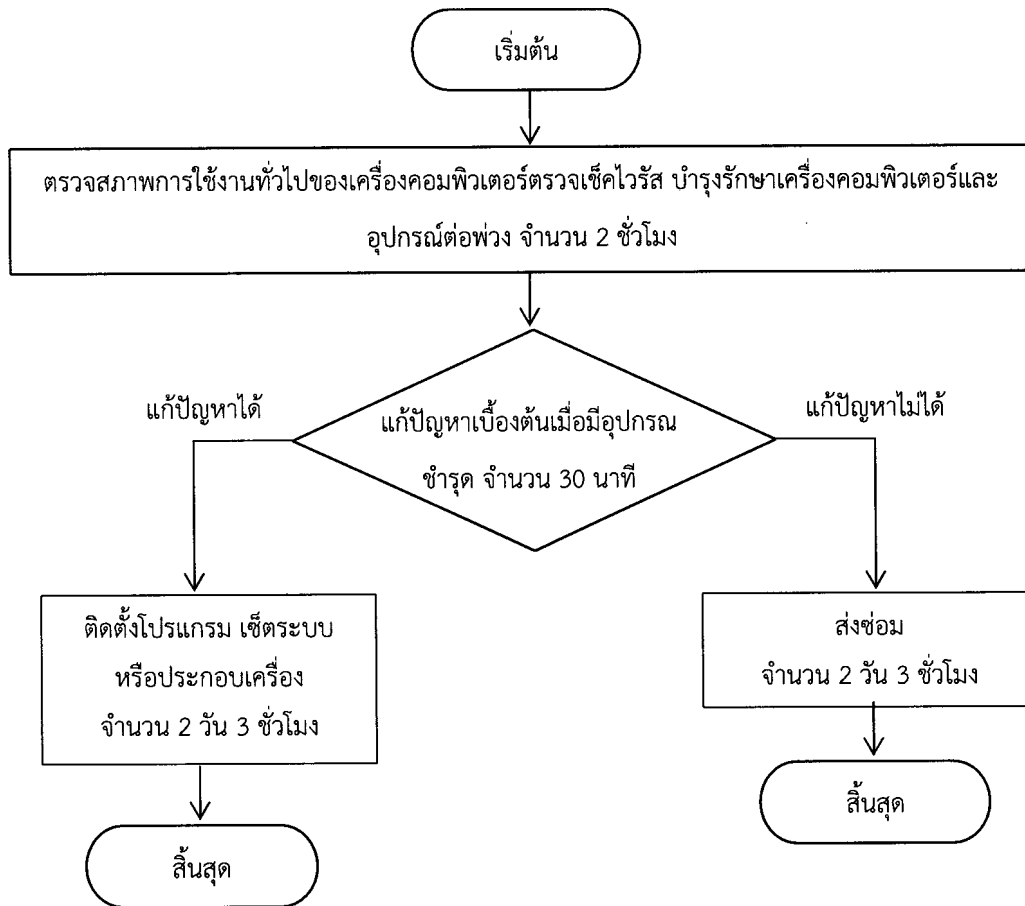 เริ่มต้น
ตรวจสภาพการใช้งานทั่วไปของเครื่องคอมพิวเตอร์ตรวจเช็คไวรัส บำรุงรักษาเครื่องคอมพิวเตอร์และ
อุปกรณ์ต่อพ่วง จำนวน 2 ชั่วโมง
แก้ปัญหาได้
แก้ปัญหาไม่ได้
แก้ปัญหาเบื้องต้นเมื่อมีอุปกรณ
ชำรุด จำนวน 30 นาที
ติดตั้งโปรแกรม เซ็ตระบบ
หรือประกอบเครื่อง
จำนวน 2 วัน 3 ชั่วโมง
ส่งซ่อม
จำนวน 2 วัน 3 ชั่วโมง
สิ้นสุด
สิ้นสุด